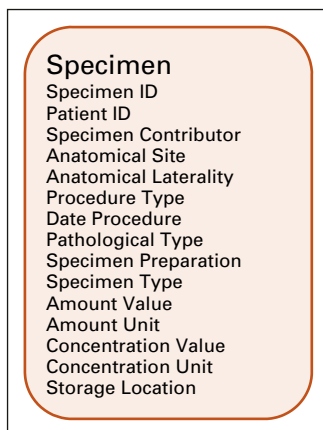 Specimen
Specimen ID
Patient ID
Specimen Contributor
Anatomical Site
Anatomical Laterality
Procedure Type
Date Procedure
Pathological Type
Specimen Preparation
Specimen Type
Amount Value
Amount Unit
Concentration Value
Concentration Unit
Storage Location